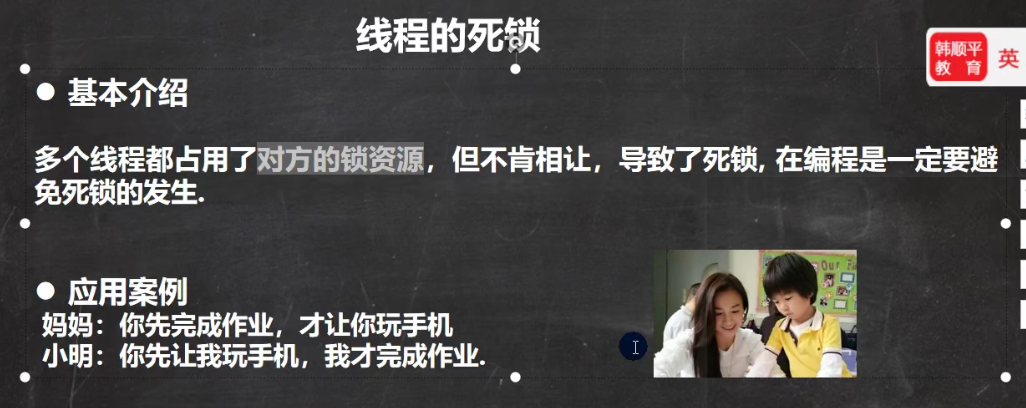 线程的死锁
韩顺平
教 育
英
● 基本介绍
多个线程都占用了对方的锁资源，但不肯相让，导致了死锁, 在编程是一定要避
免死锁的发生.
● 应用案例
妈妈：你先完成作业，才让你玩手机
小明：你先让我玩手机，我才完成作业.